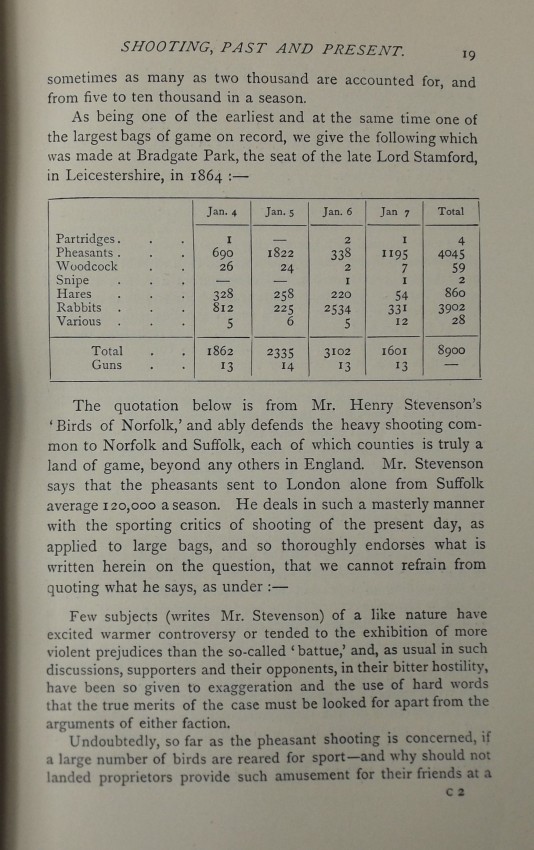 SHOOTING, PAST AND PRESENT. 19
sometimes as many as two thousand are accounted for, and
from five to ten thousand in a season.
As being one of the earliest and at the same time one of
the largest bags of game on record, we give the following which
was made at Bradgate Park, the seat of the late Lord Stamford,
in Leicestershire, in 1864 :—
Jan. 4 Jan. 5 Jan. 6 Jan 7 Total
Partridges . . . 1 — 2 1 4
Pheasants . . . 690 1822 338 1195 4045
Woodcock . . 26 24 2 7 59
Snipe . . . — — 1 1 2
Hares . . . 328 258 220 54 860
Rabbits . . . 812 225 2534 331 3902
Various . . . 5 6 5 12 28
Total . . 1862 2335 3102 1601 8900
Guns . . 13 14 13 13 —
The quotation below is from Mr. Henry Stevenson's
'Birds of Norfolk,' and ably defends the heavy shooting com-
mon to Norfolk and Suffolk, each of which counties is truly a
land of game, beyond any others in England. Mr. Stevenson
says that the pheasants sent to London alone from Suffolk
average 120,000 a season. He deals in such a masterly manner
with the sporting critics of shooting of the present day, as
applied to large bags, and so thoroughly endorses what is
written herein on the question, that we cannot refrain from
quoting what he says, as under :—
Few subjects (writes Mr. Stevenson) of a like nature have
excited warmer controversy or tended to the exhibition of more
violent prejudices than the so-called 'battue,' and, as usual in such
discussions, supporters and their opponents, in their bitter hostility,
have been so given to exaggeration and the use of hard words
that the true merits of the case must be looked for apart from the
arguments of either faction.
Undoubtedly, so far as the pheasant shooting is concerned, if
a large number of birds are reared for sport—and why should not
landed proprietors provide such amusement for their friends at a
C 2